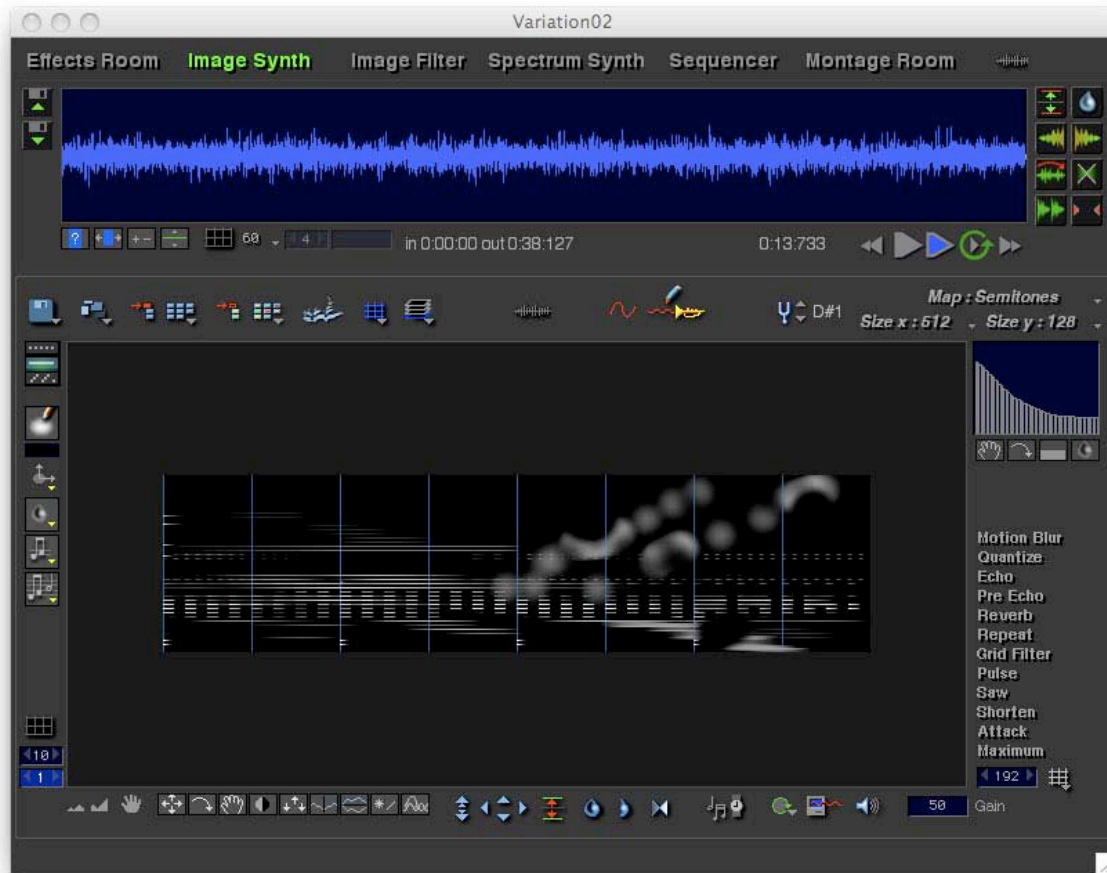 Variation02
Effects Room Image Synth Image Filter Spectrum Synth Sequencer Montage Room
? + + + - 60 4 in 0:00:00 out 0:38:127 0:13:733
D#1
Map : Semitones
Size x : 512 Size y : 128
Motion Blur
Quantize
Echo
Pre Echo
Reverb
Repeat
Grid Filter
Pulse
Saw
Shorten
Attack
Maximum
10
1
192
50 Gain